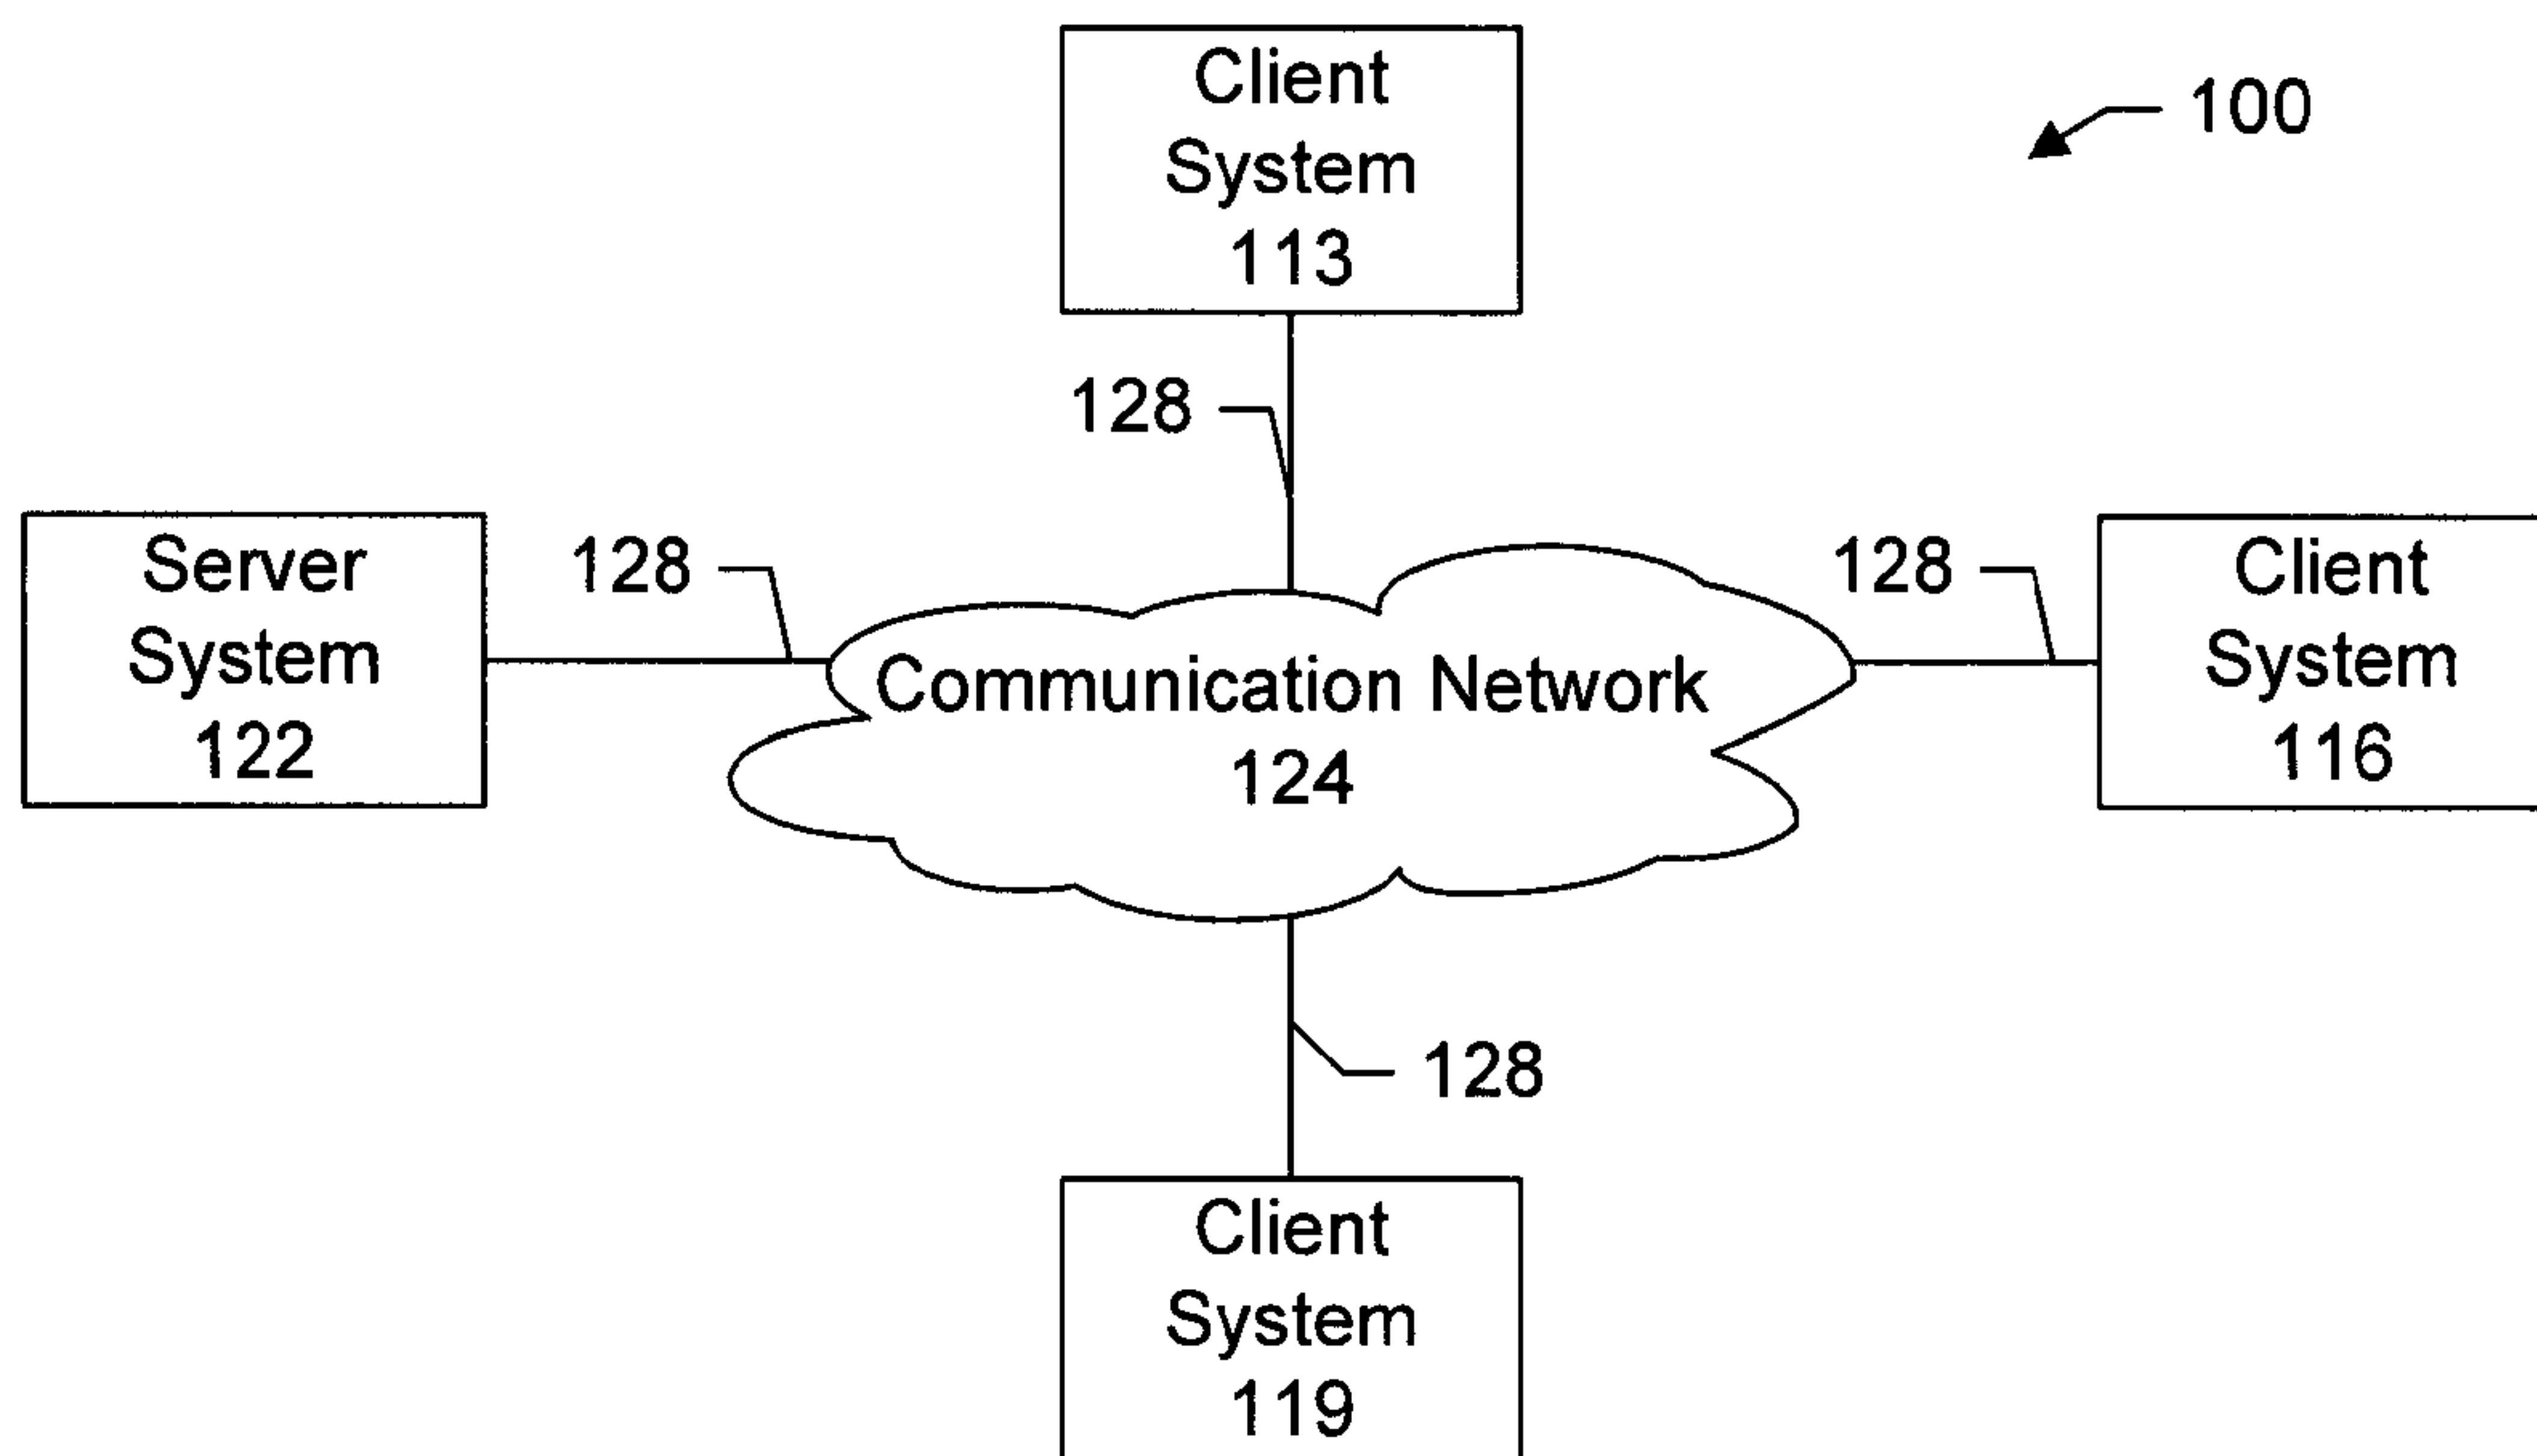 Client
System
113
100
128
Server
System
122
128
Communication Network
124
128
Client
System
116
128
Client
System
119